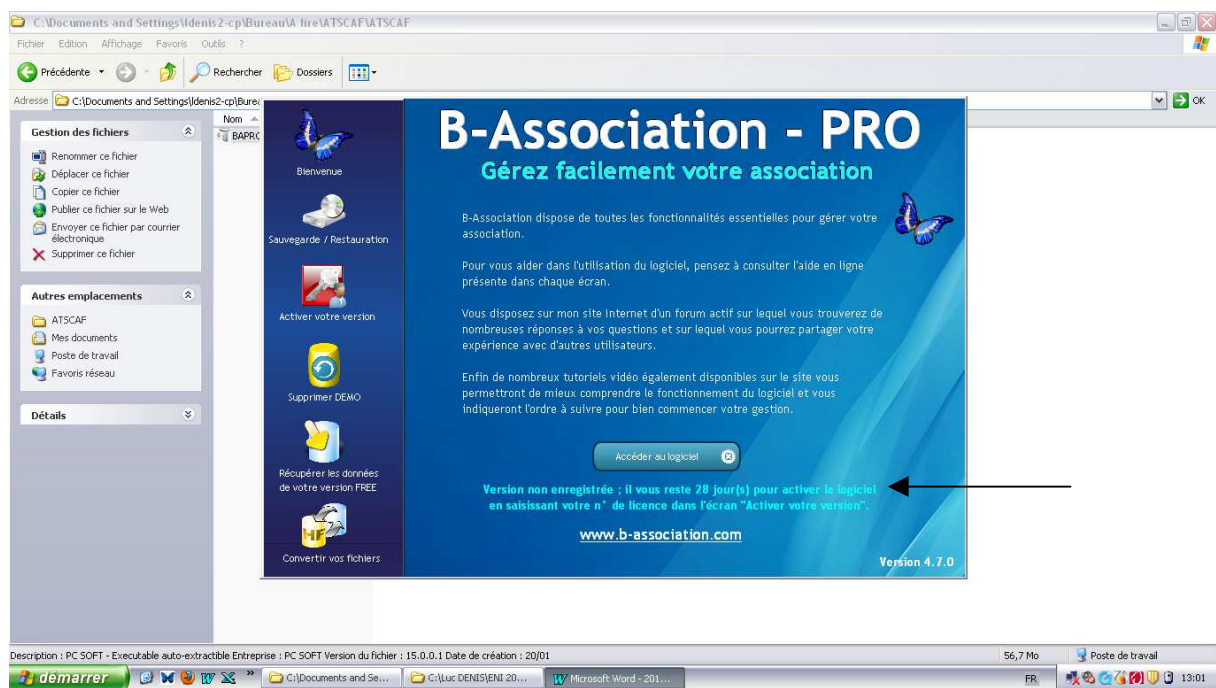 C:\Documents and Settings\ldenis2-cp\Bureau\A lire\ATSCAF\ATSCAF
Fichier Edition Affichage Favoris Outils ?
Précédente Rechercher Dossiers
Adresse C:\Documents and Settings\ldenis2-cp\Burea OK
Nom
BAPRO
Gestion des fichiers
Renommer ce fichier
Déplacer ce fichier
Copier ce fichier
Publier ce fichier sur le Web
Envoyer ce fichier par courrier
électronique
Supprimer ce fichier
Autres emplacements
ATSCAF
Mes documents
Poste de travail
Favoris réseau
Détails
Bienvenue
Sauvegarde / Restauration
Activer votre version
Supprimer DEMO
Récupérer les données
de votre version FREE
HF
Convertir vos fichiers
B-Association - PRO
Gérez facilement votre association
B-Association dispose de toutes les fonctionnalités essentielles pour gérer votre
association.
Pour vous aider dans l'utilisation du logiciel, pensez à consulter l'aide en ligne
présente dans chaque écran.
Vous disposez sur mon site Internet d'un forum actif sur lequel vous trouverez de
nombreuses réponses à vos questions et sur lequel vous pourrez partager votre
expérience avec d'autres utilisateurs.
Enfin de nombreux tutoriels vidéo également disponibles sur le site vous
permettront de mieux comprendre le fonctionnement du logiciel et vous
indiqueront l'ordre à suivre pour bien commencer votre gestion.
Accéder au logiciel
Version non enregistrée ; il vous reste 28 jour(s) pour activer le logiciel
en saisissant votre n° de licence dans l'écran "Activer votre version".
www.b-association.com
Version 4.7.0
Description : PC SOFT - Executable auto-extractible Entreprise : PC SOFT Version du fichier : 15.0.0.1 Date de création : 20/01 56,7 Mo Poste de travail
démarrer C:\Documents and Se... C:\Luc DENIS\ENI 20... Microsoft Word - 201... FR 13:01